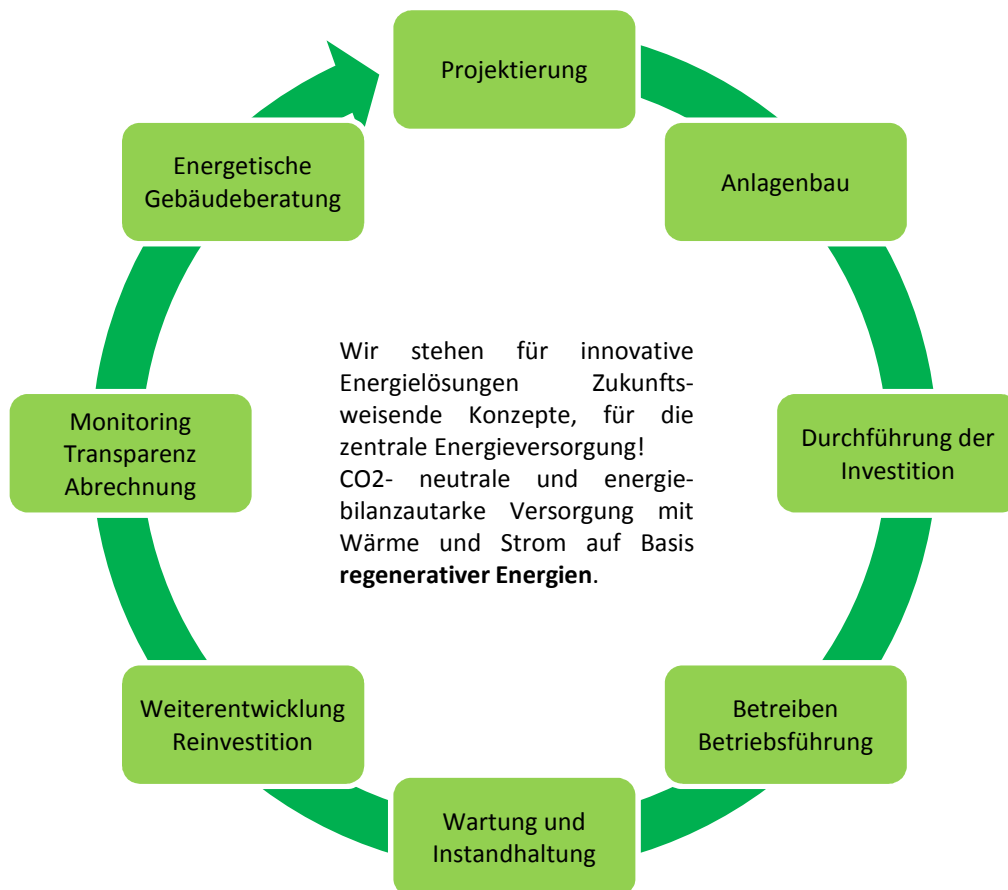 Projektierung
Anlagenbau
Durchführung der
Investition
Betreiben
Betriebsführung
Wartung und
Instandhaltung
Weiterentwicklung
Reinvestition
Monitoring
Transparenz
Abrechnung
Energetische
Gebäudeberatung
Wir stehen für innovative
Energielösungen Zukunfts-
weisende Konzepte, für die
zentrale Energieversorgung!
CO2- neutrale und energie-
bilanzautarke Versorgung mit
Wärme und Strom auf Basis
regenerativer Energien.